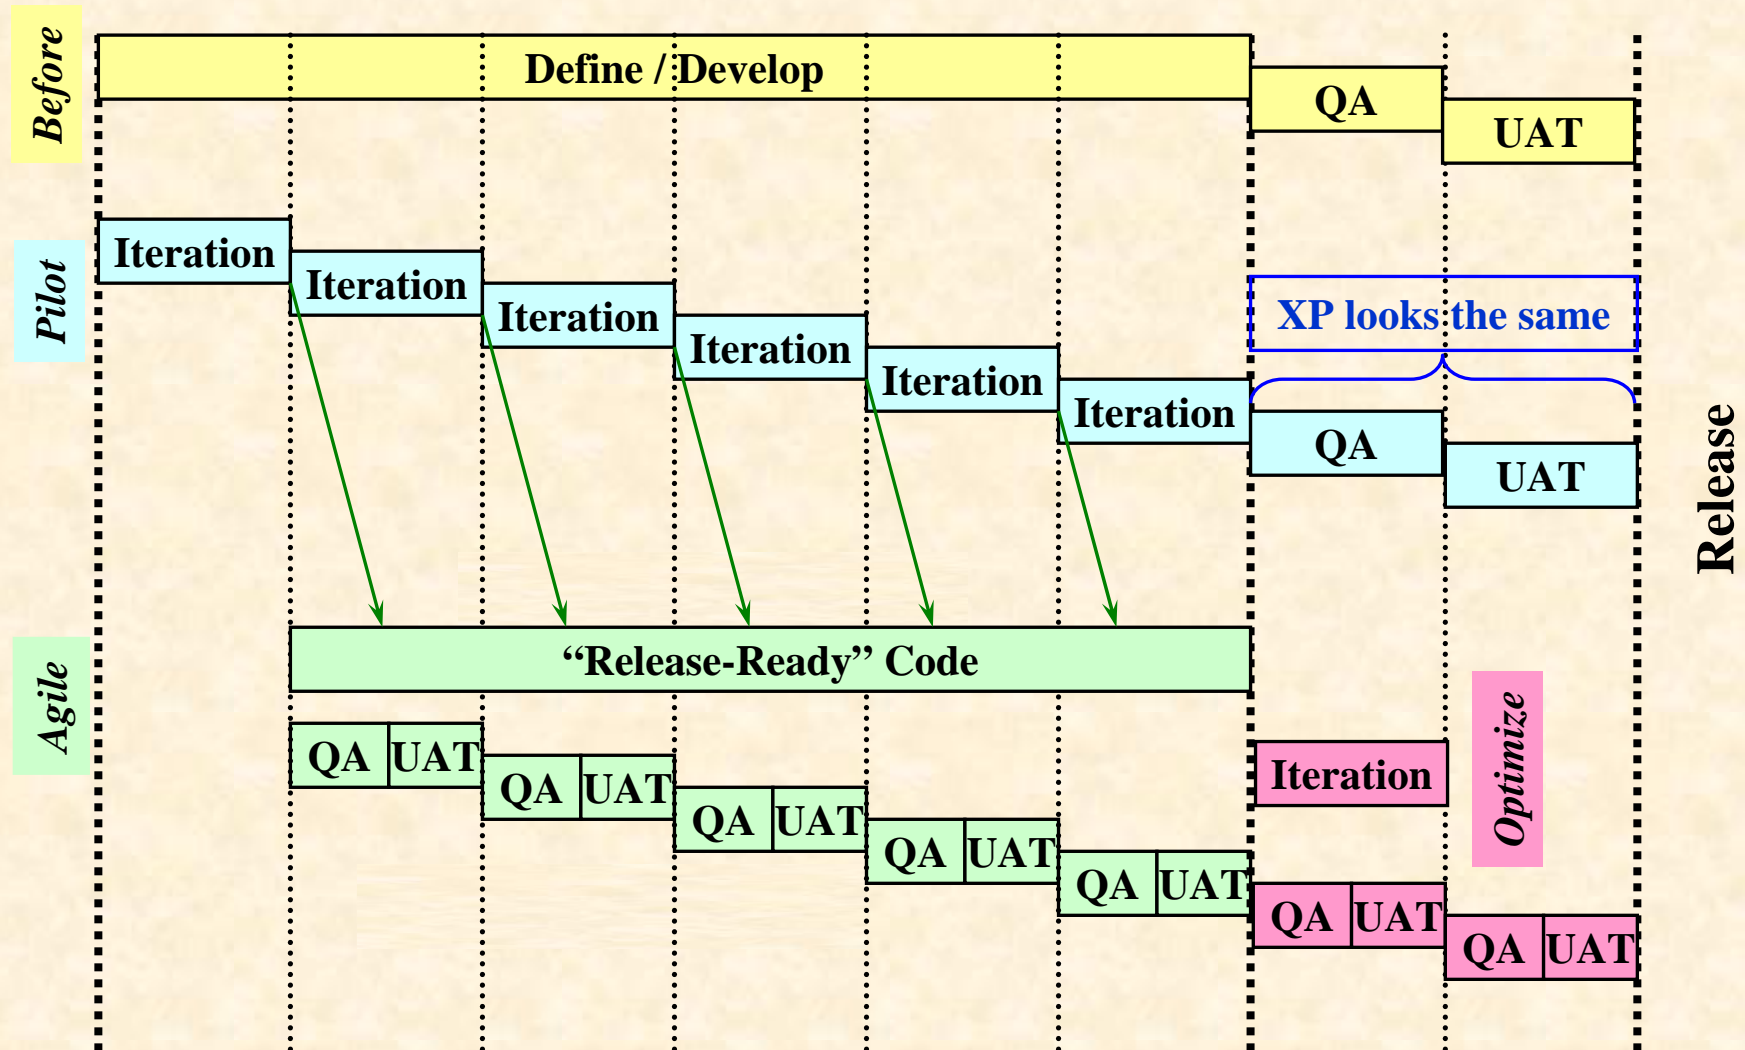 Before
Define / Develop
QA
UAT
Pilot
Iteration
Iteration
Iteration
Iteration
Iteration
Iteration
XP looks the same
QA
UAT
Release
Agile
“Release-Ready” Code
QA UAT
QA UAT
QA UAT
QA UAT
QA UAT
Iteration
Optimize
QA UAT
QA UAT